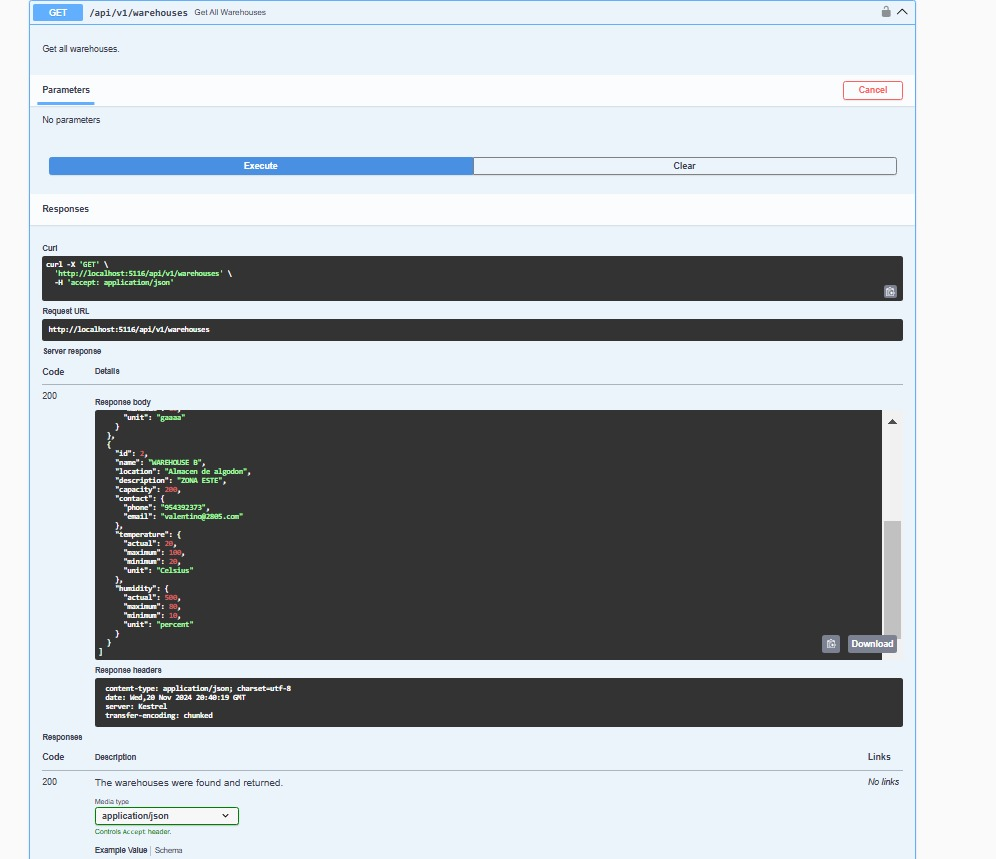 GET /api/v1/warehouses Get All Warehouses
Get all warehouses.
Parameters
Cancel
No parameters
Execute
Clear
Responses
Curl
curl -X 'GET' \
'http://localhost:5116/api/v1/warehouses' \
-H 'accept: application/json'
Request URL
http://localhost:5116/api/v1/warehouses
Server response
Code Details
200
Response body
"unit": "gaaaa"
}
},
{
"id": 2,
"name": "WAREHOUSE B",
"location": "Almacen de algodon",
"description": "ZONA ESTE",
"capacity": 200,
"contact": {
"phone": "954392373",
"email": "valentino@2805.com"
},
"temperature": {
"actual": 20,
"maximum": 100,
"minimum": 20,
"unit": "Celsius"
},
"humidity": {
"actual": 500,
"maximum": 80,
"minimum": 10,
"unit": "percent"
}
}
]
Download
Response headers
content-type: application/json; charset=utf-8
date: Wed,20 Nov 2024 20:40:19 GMT
server: Kestrel
transfer-encoding: chunked
Responses
Code Description Links
200 The warehouses were found and returned. No links
Media type
application/json
Controls Accept header.
Example Value Schema